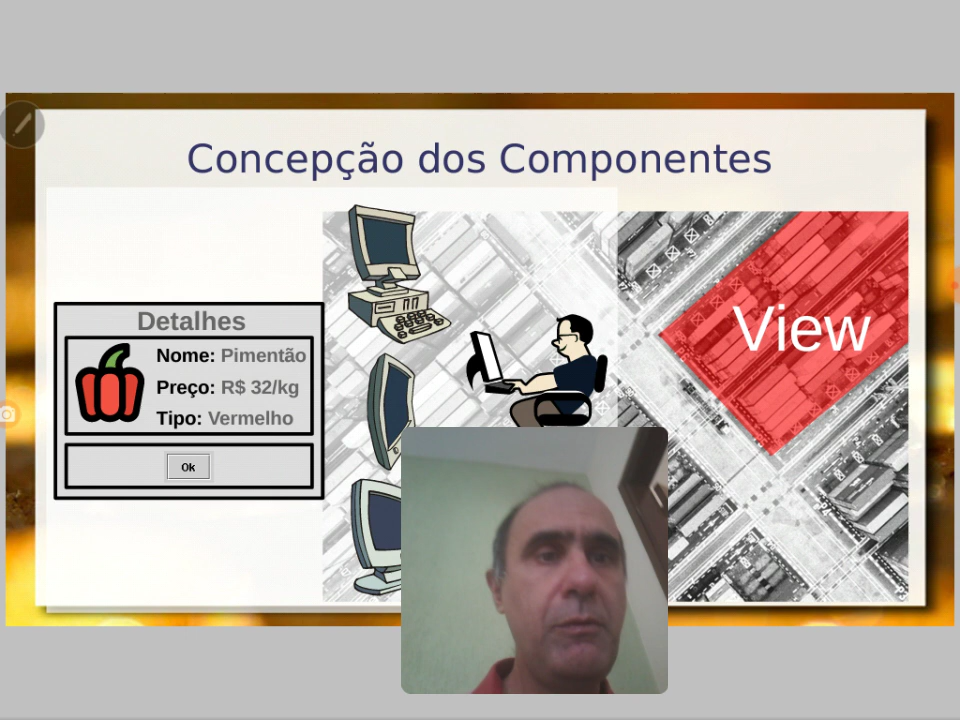 Concepção dos Componentes
Detalhes
Nome: Pimentão
Preço: R$ 32/kg
Tipo: Vermelho
Ok
View